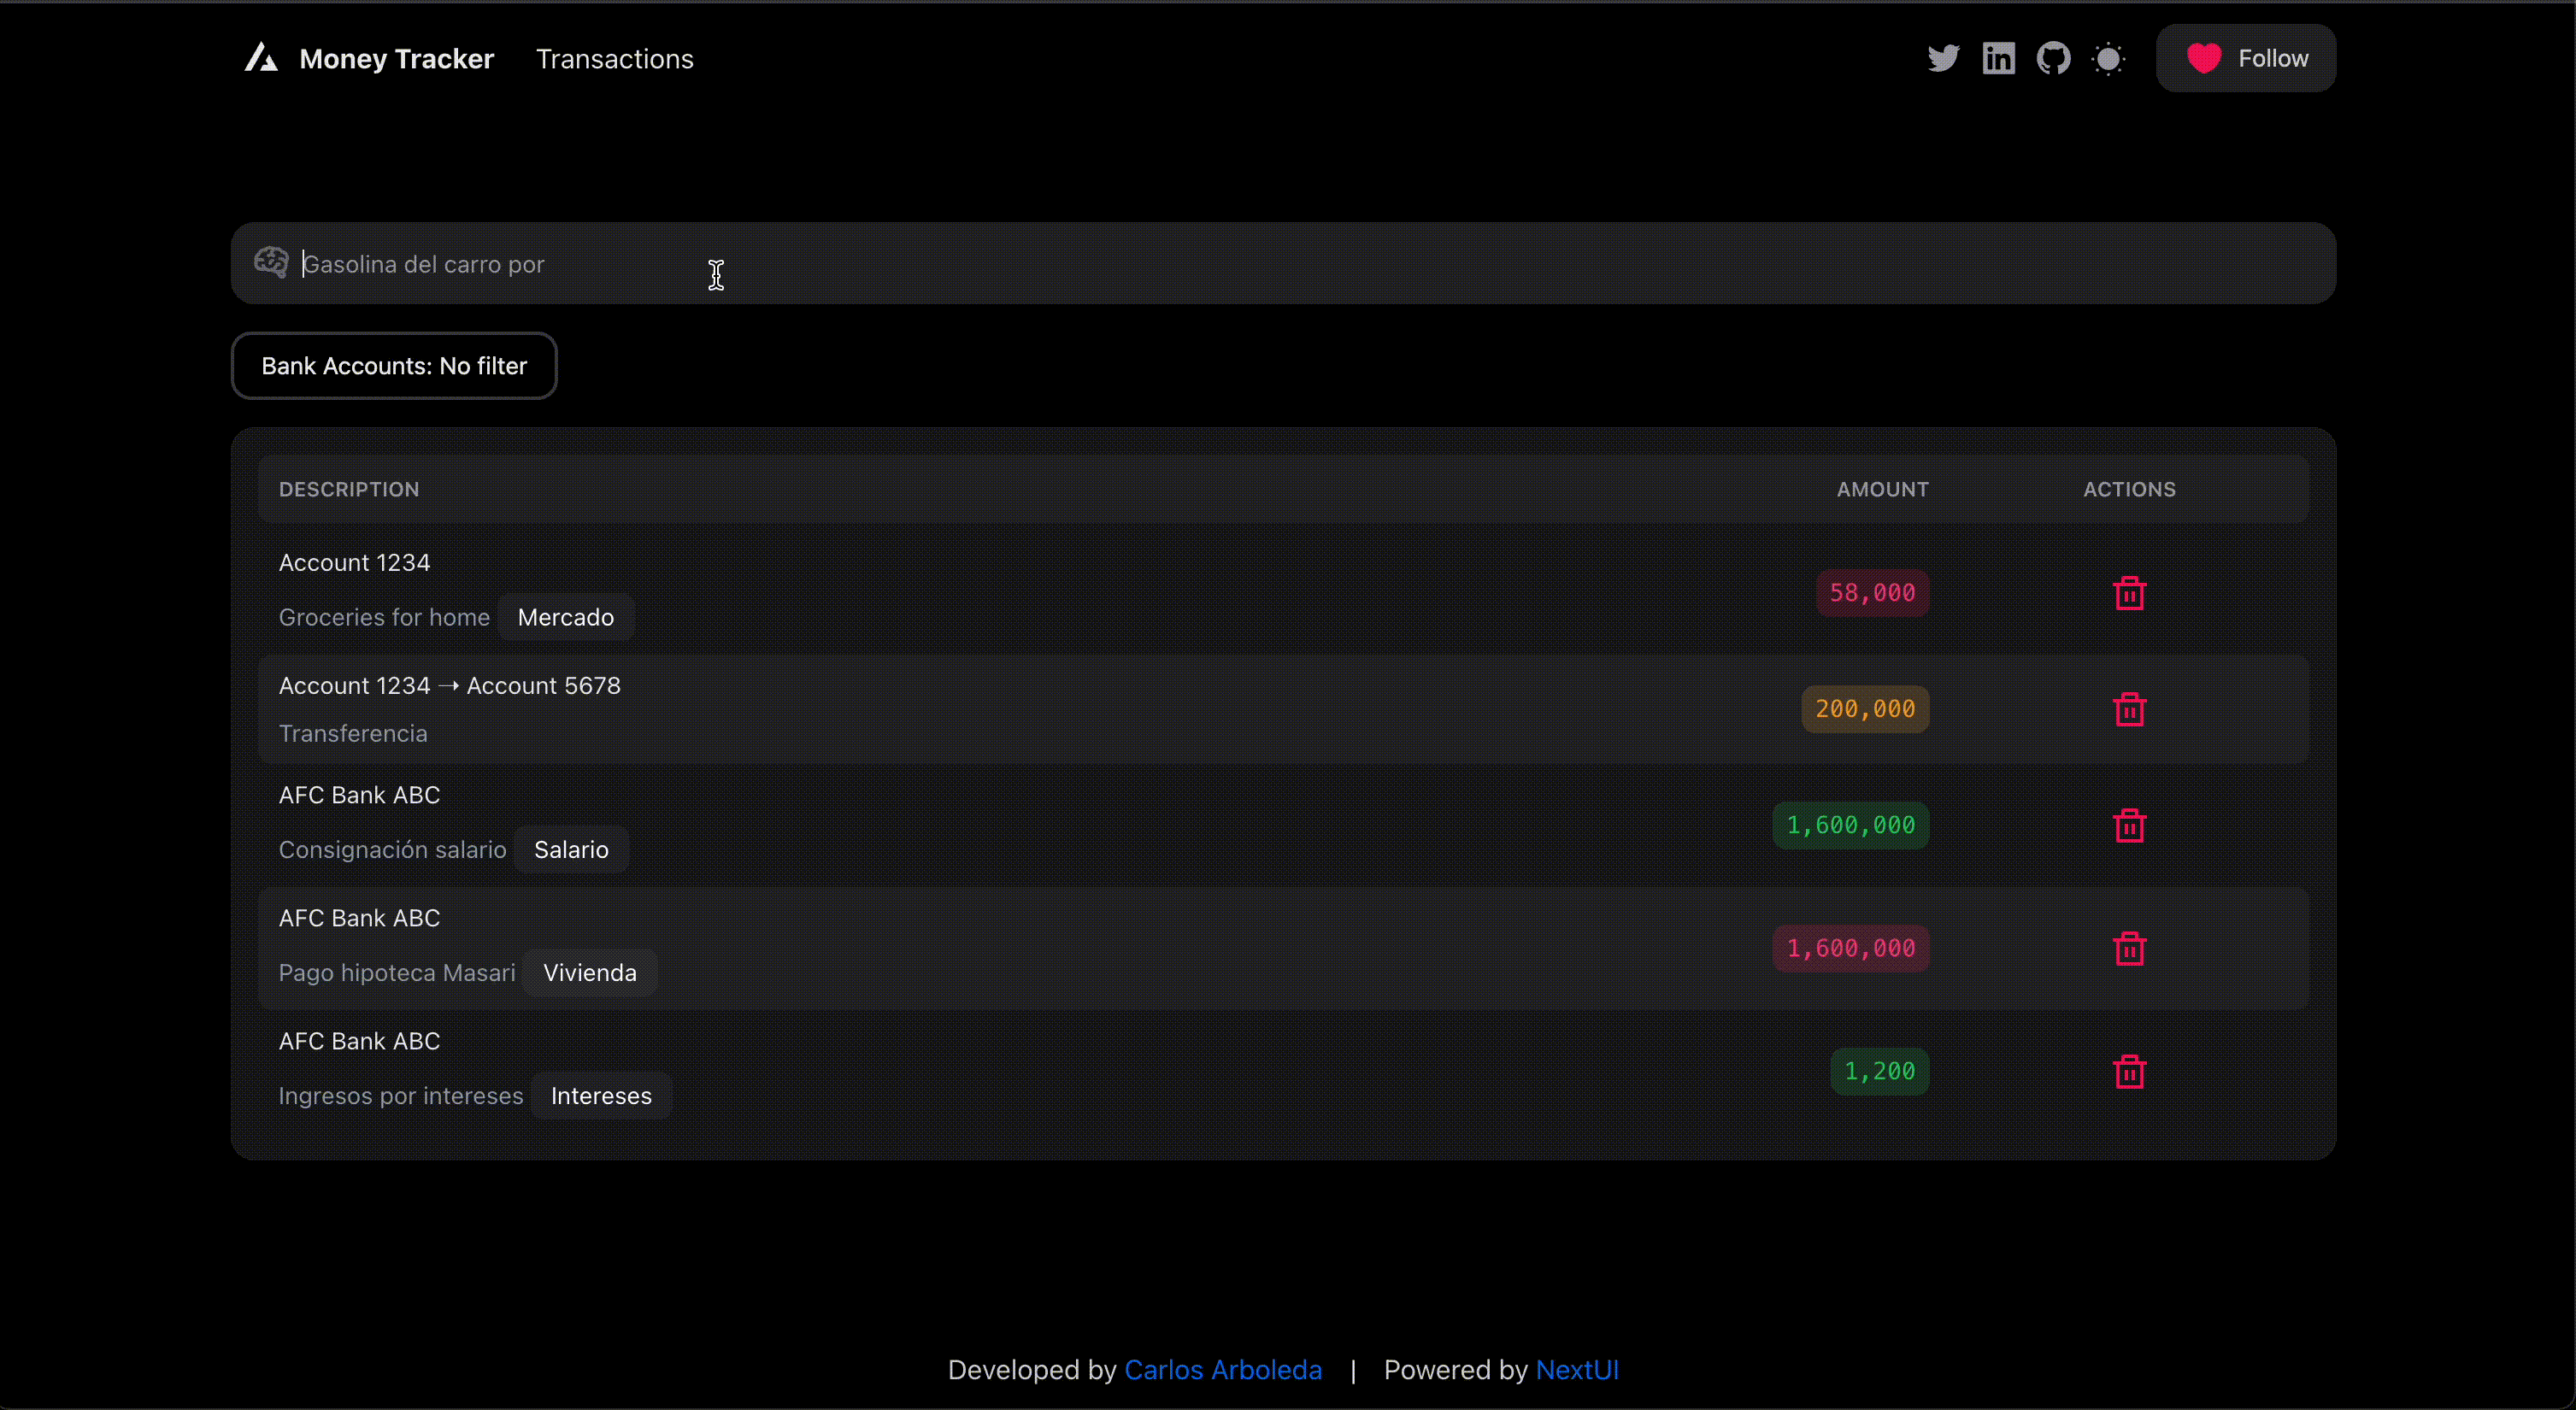 Money Tracker Transactions Follow
Gasolina del carro por
Bank Accounts: No filter
DESCRIPTION AMOUNT ACTIONS
Account 1234
58,000
Groceries for home Mercado
Account 1234 → Account 5678
200,000
Transferencia
AFC Bank ABC
1,600,000
Consignación salario Salario
AFC Bank ABC
1,600,000
Pago hipoteca Masari Vivienda
AFC Bank ABC
1,200
Ingresos por intereses Intereses
Developed by Carlos Arboleda | Powered by NextUI